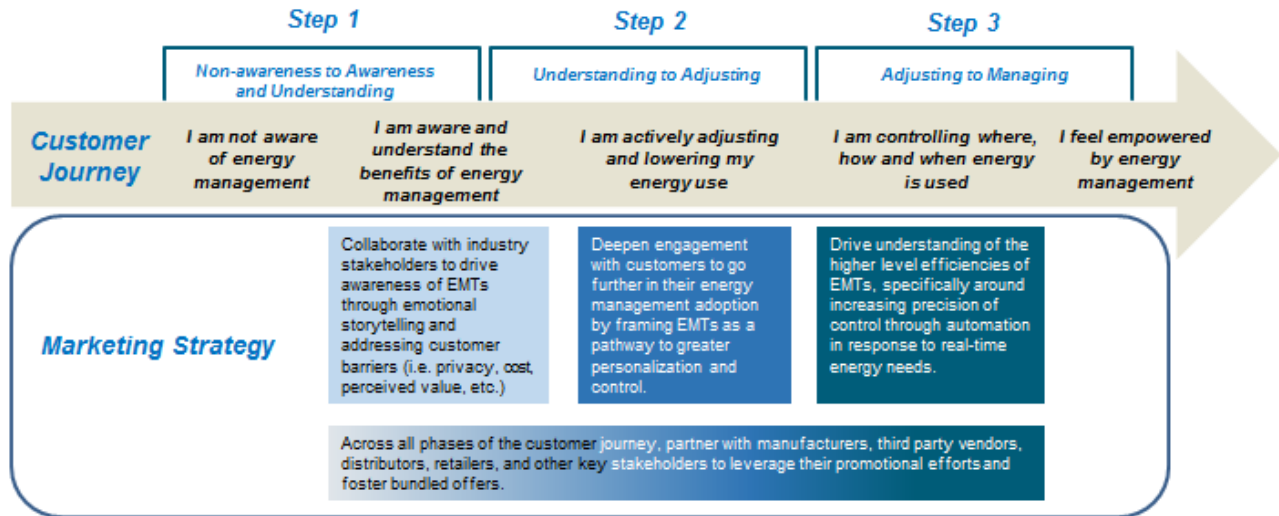 Step 1
Step 2
Step 3
Non-awareness to Awareness
and Understanding
Understanding to Adjusting
Adjusting to Managing
Customer
Journey
I am not aware
of energy
management
I am aware and
understand the
benefits of energy
management
I am actively adjusting
and lowering my
energy use
I am controlling where,
how and when energy
is used
I feel empowered
by energy
management
Marketing Strategy
Collaborate with industry
stakeholders to drive
awareness of EMTs
through emotional
storytelling and
addressing customer
barriers (i.e. privacy, cost,
perceived value, etc.)
Deepen engagement
with customers to go
further in their energy
management adoption
by framing EMTs as a
pathway to greater
personalization and
control.
Drive understanding of the
higher level efficiencies of
EMTs, specifically around
increasing precision of
control through automation
in response to real-time
energy needs.
Across all phases of the customer journey, partner with manufacturers, third party vendors,
distributors, retailers, and other key stakeholders to leverage their promotional efforts and
foster bundled offers.